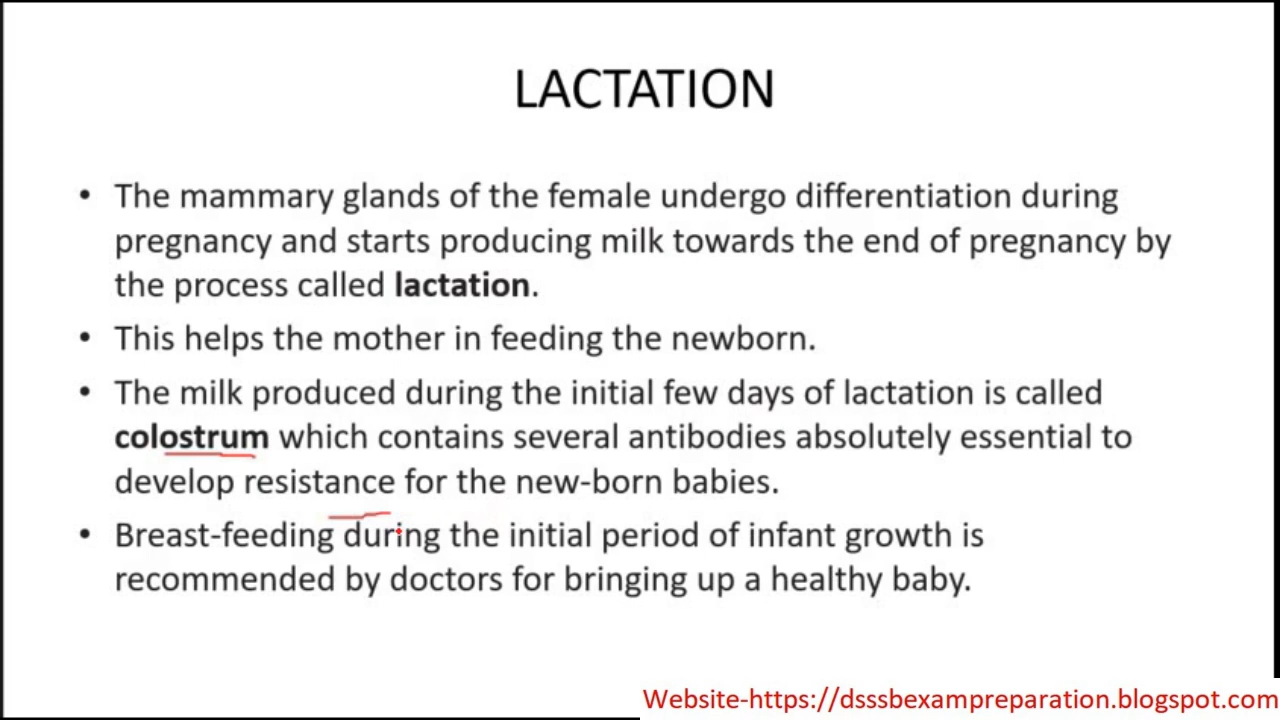 LACTATION
• The mammary glands of the female undergo differentiation during
pregnancy and starts producing milk towards the end of pregnancy by
the process called lactation.
• This helps the mother in feeding the newborn.
• The milk produced during the initial few days of lactation is called
colostrum which contains several antibodies absolutely essential to
develop resistance for the new-born babies.
• Breast-feeding during the initial period of infant growth is
recommended by doctors for bringing up a healthy baby.
Website-https://dsssbexampreparation.blogspot.com